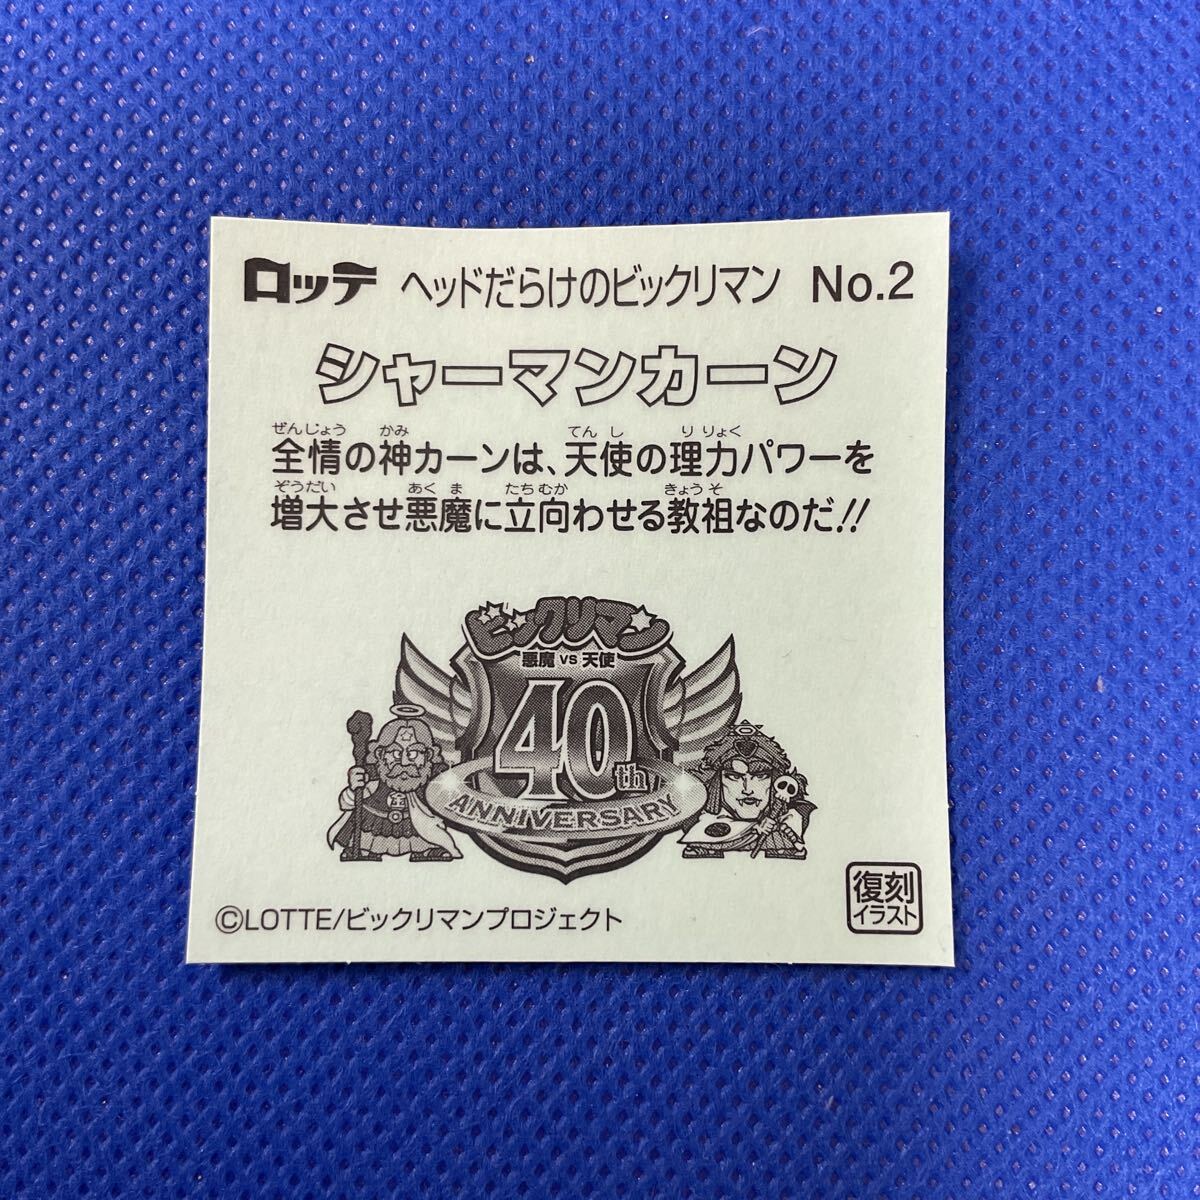 ロッテ ヘッドだらけのビックリマン No.2
シャーマンカーン
ぜんじょう かみ てんし りりょく
全情の神カーンは、天使の理力パワーを
ぞうだい あくま たちむか きょうそ
増大させ悪魔に立向わせる教祖なのだ!!
ビックリマン
悪魔 VS 天使
40th
ANNIVERSARY
©LOTTE/ビックリマンプロジェクト
復刻
イラスト